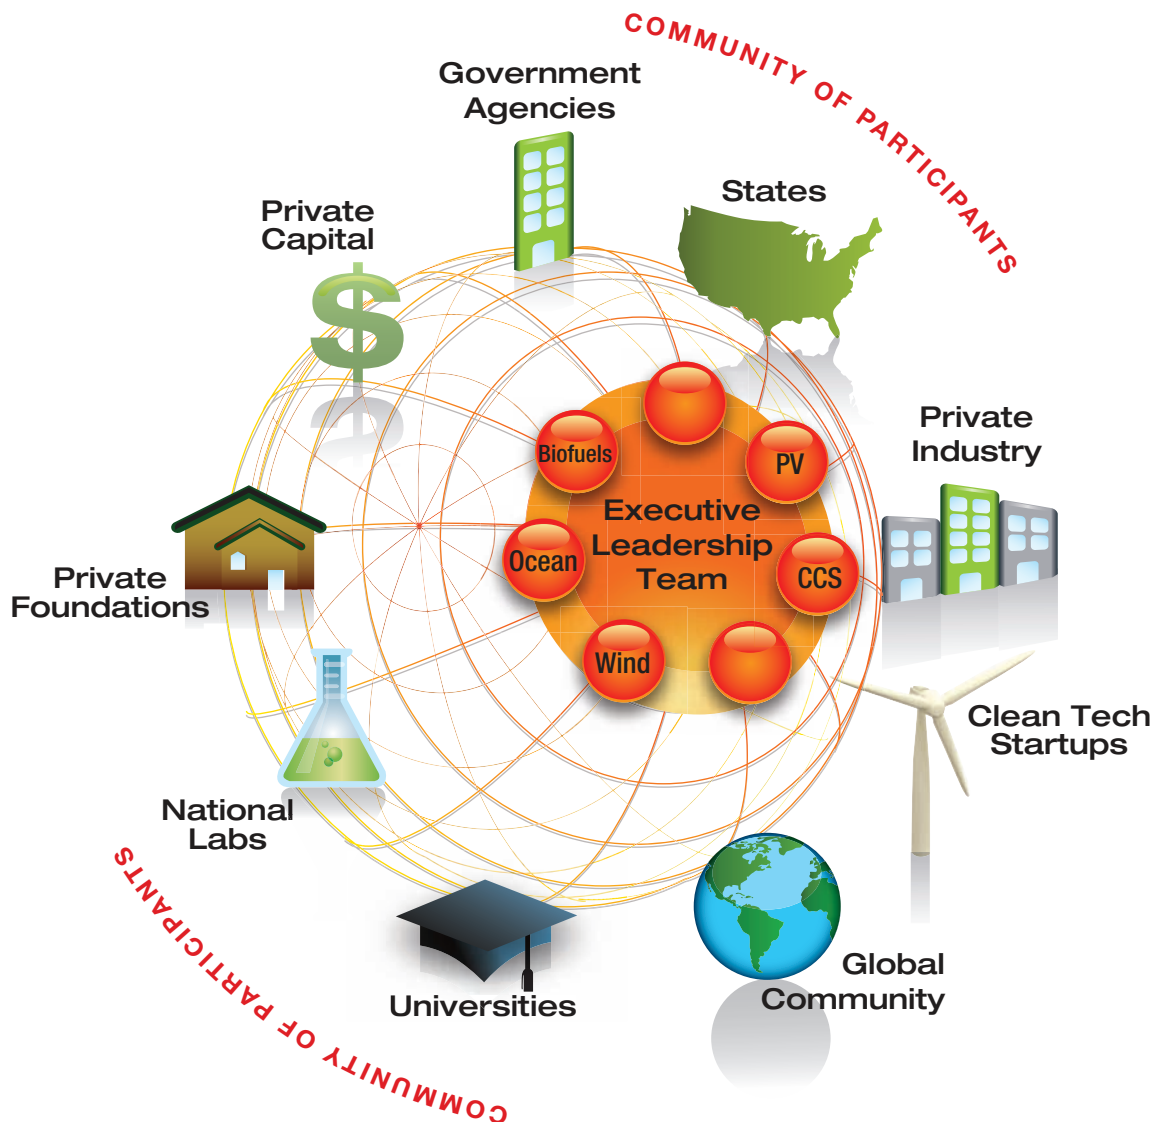 COMMUNITY OF PARTICIPANTS
Government
Agencies
States
Private
Capital
Private
Industry
Biofuels
PV
Executive
Leadership
Team
Ocean
CCS
Wind
Private
Foundations
Clean Tech
Startups
National
Labs
Global
Community
Universities
COMMUNITY OF PARTICIPANTS